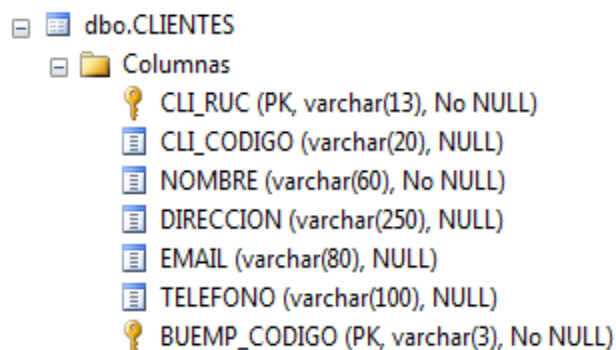 dbo.CLIENTES
Columnas
CLI_RUC (PK, varchar(13), No NULL)
CLI_CODIGO (varchar(20), NULL)
NOMBRE (varchar(60), No NULL)
DIRECCION (varchar(250), NULL)
EMAIL (varchar(80), NULL)
TELEFONO (varchar(100), NULL)
BUEMP_CODIGO (PK, varchar(3), No NULL)